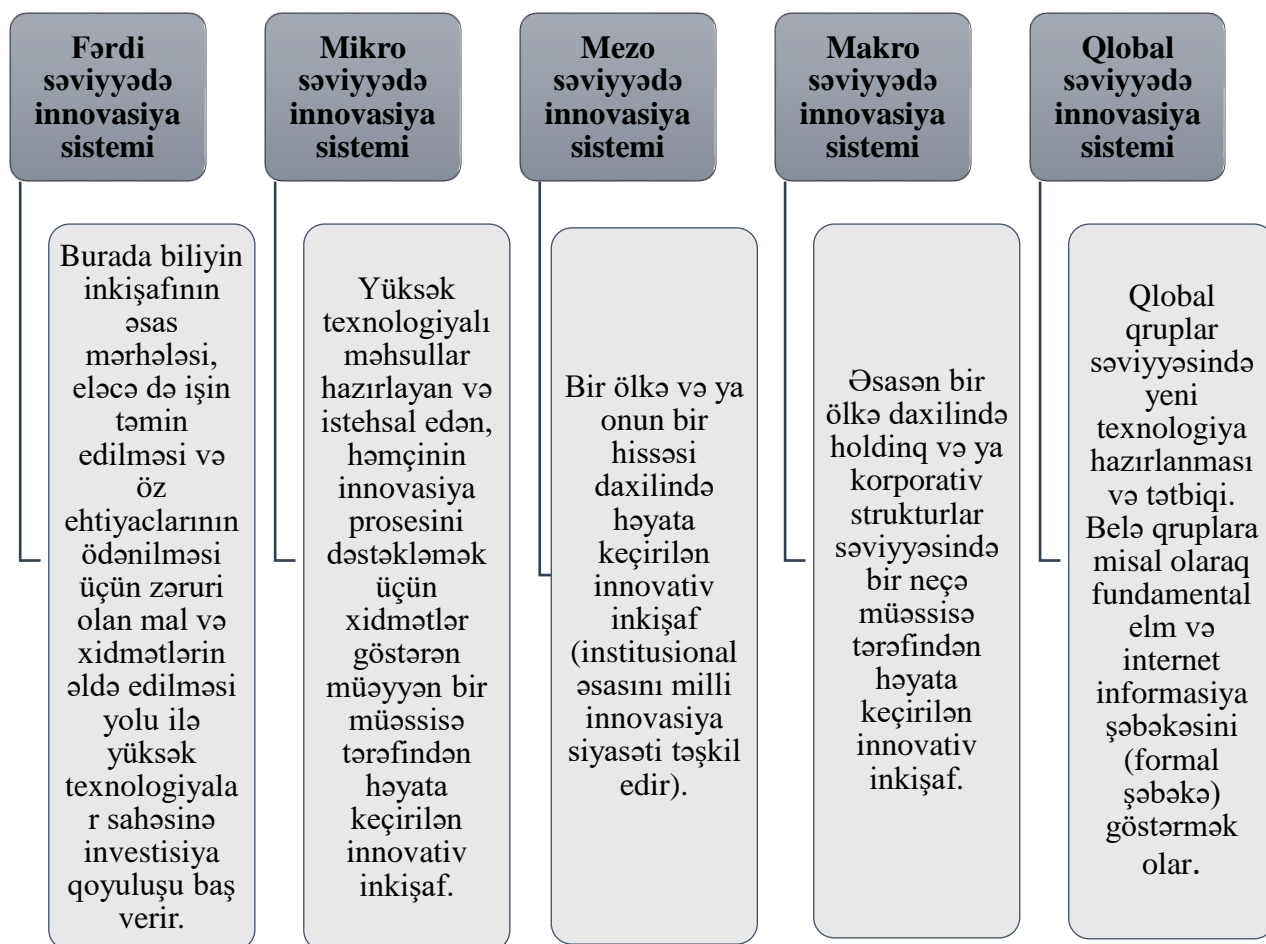 Fərdi
səviyyədə
innovasiya
sistemi
Burada biliyin
inkişafının
əsas
mərhələsi,
eləcə də işin
təmin
edilməsi və
öz
ehtiyaclarının
ödənilməsi
üçün zəruri
olan mal və
xidmətlərin
əldə edilməsi
yolu ilə
yüksək
texnologiyala
r sahəsinə
investisiya
qoyuluşu baş
verir.
Mikro
səviyyədə
innovasiya
sistemi
Yüksək
texnologiyalı
məhsullar
hazırlayan və
istehsal edən,
həmçinin
innovasiya
prosesini
dəstəkləmək
üçün
xidmətlər
göstərən
müəyyən bir
müəssisə
tərəfindən
həyata
keçirilən
innovativ
inkişaf.
Mezo
səviyyədə
innovasiya
sistemi
Bir ölkə və ya
onun bir
hissəsi
daxilində
həyata
keçirilən
innovativ
inkişaf
(institusional
əsasını milli
innovasiya
siyasəti təşkil
edir).
Makro
səviyyədə
innovasiya
sistemi
Əsasən bir
ölkə daxilində
holdinq və ya
korporativ
strukturlar
səviyyəsində
bir neçə
müəssisə
tərəfindən
həyata
keçirilən
innovativ
inkişaf.
Qlobal
səviyyədə
innovasiya
sistemi
Qlobal
qruplar
səviyyəsində
yeni
texnologiya
hazırlanması
və tətbiqi.
Belə qruplara
misal olaraq
fundamental
elm və
internet
informasiya
şəbəkəsini
(formal
şəbəkə)
göstərmək
olar.